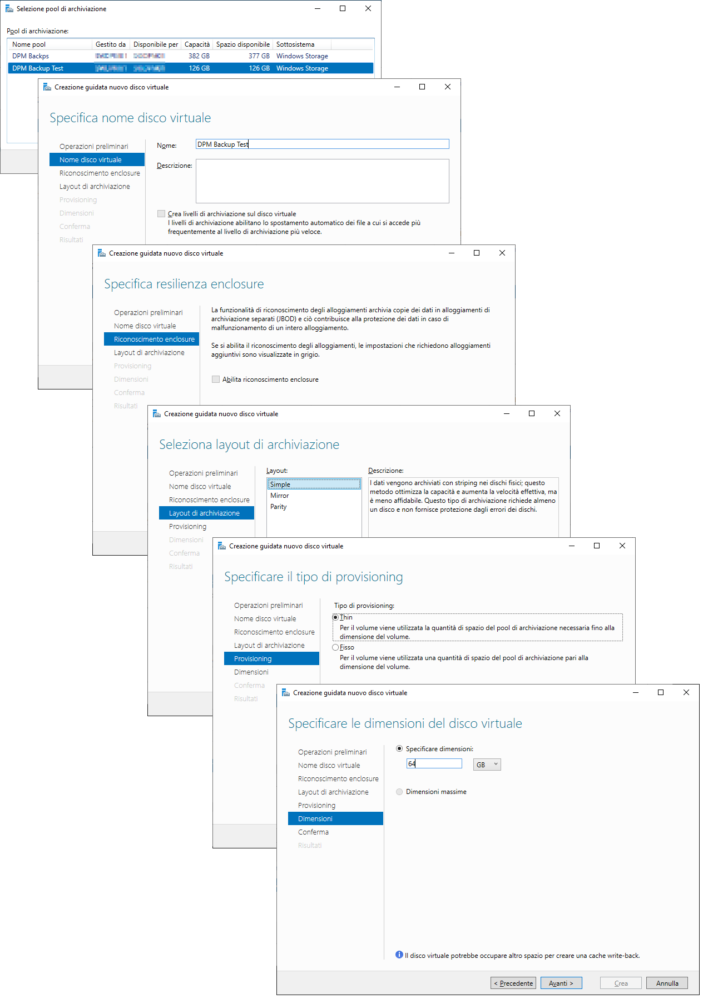 Selezione pool di archiviazione
Pool di archiviazione:
Nome pool Gestito da Disponibile per Capacità Spazio disponibile Sottosistema
DPM Backps 382 GB 377 GB Windows Storage
DPM Backup Test 126 GB 126 GB Windows Storage
Creazione guidata nuovo disco virtuale
Specifica nome disco virtuale
Operazioni preliminari
Nome disco virtuale
Riconoscimento enclosure
Layout di archiviazione
Provisioning
Dimensioni
Conferma
Risultati
Nome: DPM Backup Test
Descrizione:
Crea livelli di archiviazione sul disco virtuale
I livelli di archiviazione abilitano lo spostamento automatico dei file a cui si accede più
frequentemente al livello di archiviazione più veloce.
Creazione guidata nuovo disco virtuale
Specifica resilienza enclosure
Operazioni preliminari
Nome disco virtuale
Riconoscimento enclosure
Layout di archiviazione
Provisioning
Dimensioni
Conferma
Risultati
La funzionalità di riconoscimento degli alloggiamenti archivia copie dei dati in alloggiamenti di
archiviazione separati (JBOD) e ciò contribuisce alla protezione dei dati in caso di
malfunzionamento di un intero alloggiamento.
Se si abilita il riconoscimento degli alloggiamenti, le impostazioni che richiedono alloggiamenti
aggiuntivi sono visualizzate in grigio.
Abilita riconoscimento enclosure
Creazione guidata nuovo disco virtuale
Seleziona layout di archiviazione
Operazioni preliminari
Nome disco virtuale
Riconoscimento enclosure
Layout di archiviazione
Provisioning
Dimensioni
Conferma
Risultati
Layout:
Simple
Mirror
Parity
Descrizione:
I dati vengono archiviati con striping nei dischi fisici; questo
metodo ottimizza la capacità e aumenta la velocità effettiva, ma
è meno affidabile. Questo tipo di archiviazione richiede almeno
un disco e non fornisce protezione dagli errori dei dischi.
Creazione guidata nuovo disco virtuale
Specificare il tipo di provisioning
Operazioni preliminari
Nome disco virtuale
Riconoscimento enclosure
Layout di archiviazione
Provisioning
Dimensioni
Conferma
Risultati
Tipo di provisioning:
Thin
Per il volume viene utilizzata la quantità di spazio del pool di archiviazione necessaria fino alla
dimensione del volume.
Fisso
Per il volume viene utilizzata una quantità di spazio del pool di archiviazione pari alla
dimensione del volume.
Creazione guidata nuovo disco virtuale
Specificare le dimensioni del disco virtuale
Operazioni preliminari
Nome disco virtuale
Riconoscimento enclosure
Layout di archiviazione
Provisioning
Dimensioni
Conferma
Risultati
Specificare dimensioni:
64 GB
Dimensioni massime
Il disco virtuale potrebbe occupare altro spazio per creare una cache write-back.
< Precedente Avanti > Crea Annulla